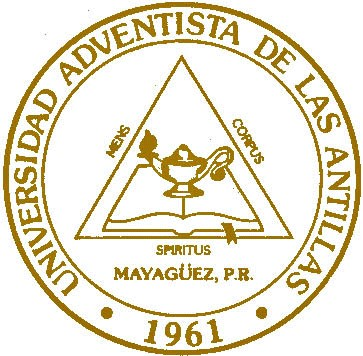 UNIVERSIDAD ADVENTISTA DE LAS ANTILLAS
MENS
CORPUS
SPIRITUS
MAYAGÜEZ, P.R.
• 1961 •